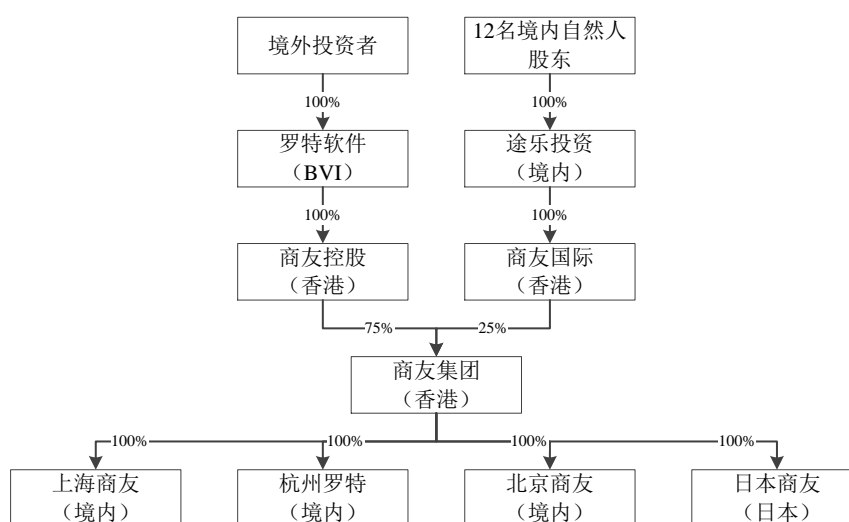 境外投资者
12名境内自然人
股东
100%
100%
罗特软件
（BVI）
途乐投资
（境内）
100%
100%
商友控股
（香港）
商友国际
（香港）
75%
25%
商友集团
（香港）
100%
100%
100%
100%
上海商友
（境内）
杭州罗特
（境内）
北京商友
（境内）
日本商友
（日本）